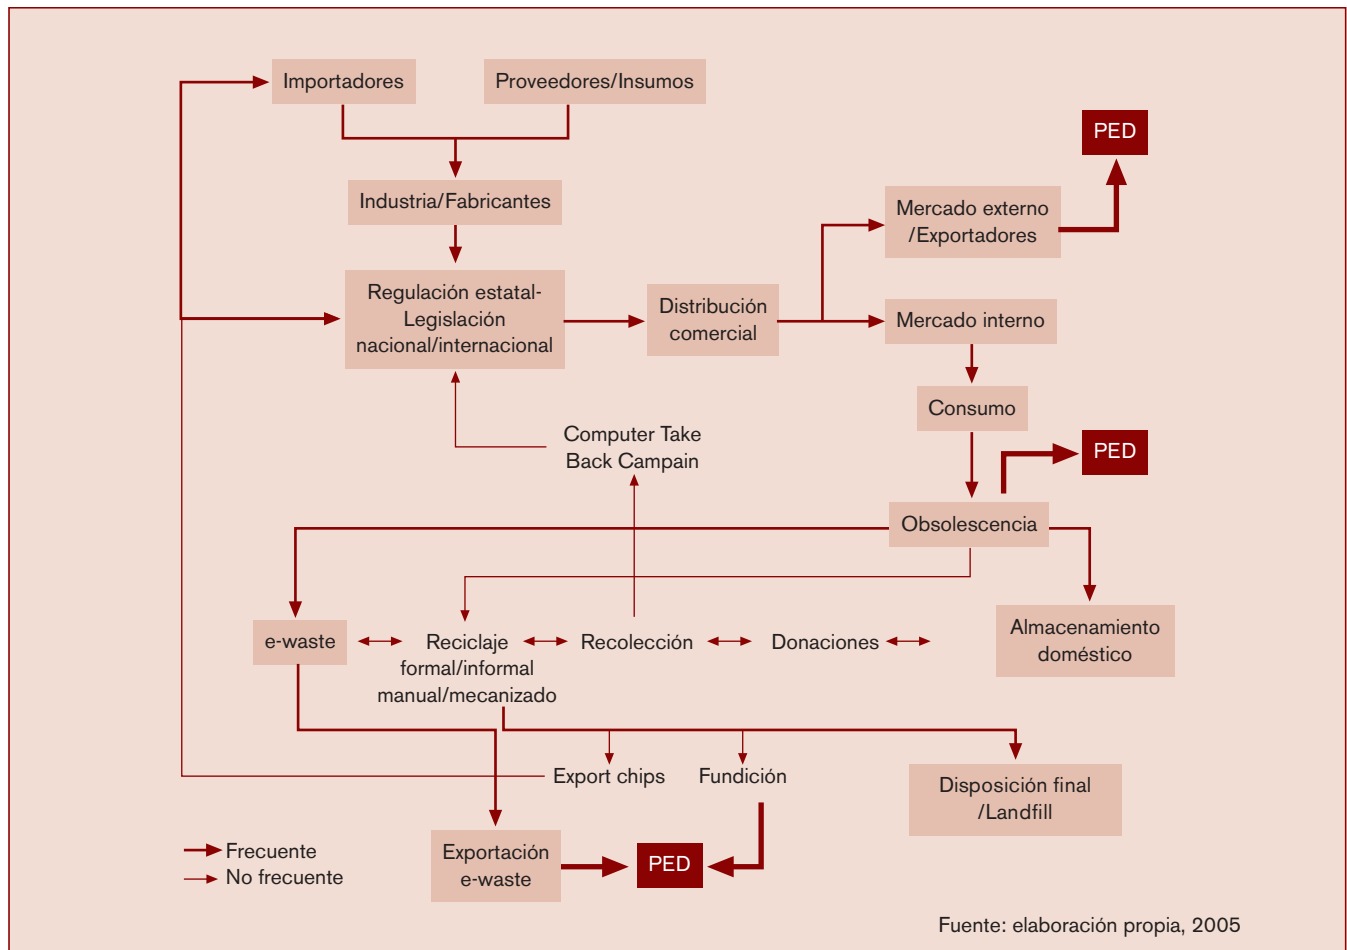 Importadores
Proveedores/Insumos
PED
Industria/Fabricantes
Mercado externo
/Exportadores
Regulación estatal-
Legislación
nacional/internacional
Distribución
comercial
Mercado interno
Consumo
Computer Take
Back Campain
PED
Obsolescencia
e-waste
Reciclaje
formal/informal
manual/mecanizado
Recolección
Donaciones
Almacenamiento
doméstico
Export chips
Fundición
Disposición final
/Landfill
Exportación
e-waste
PED
Frecuente
No frecuente
Fuente: elaboración propia, 2005